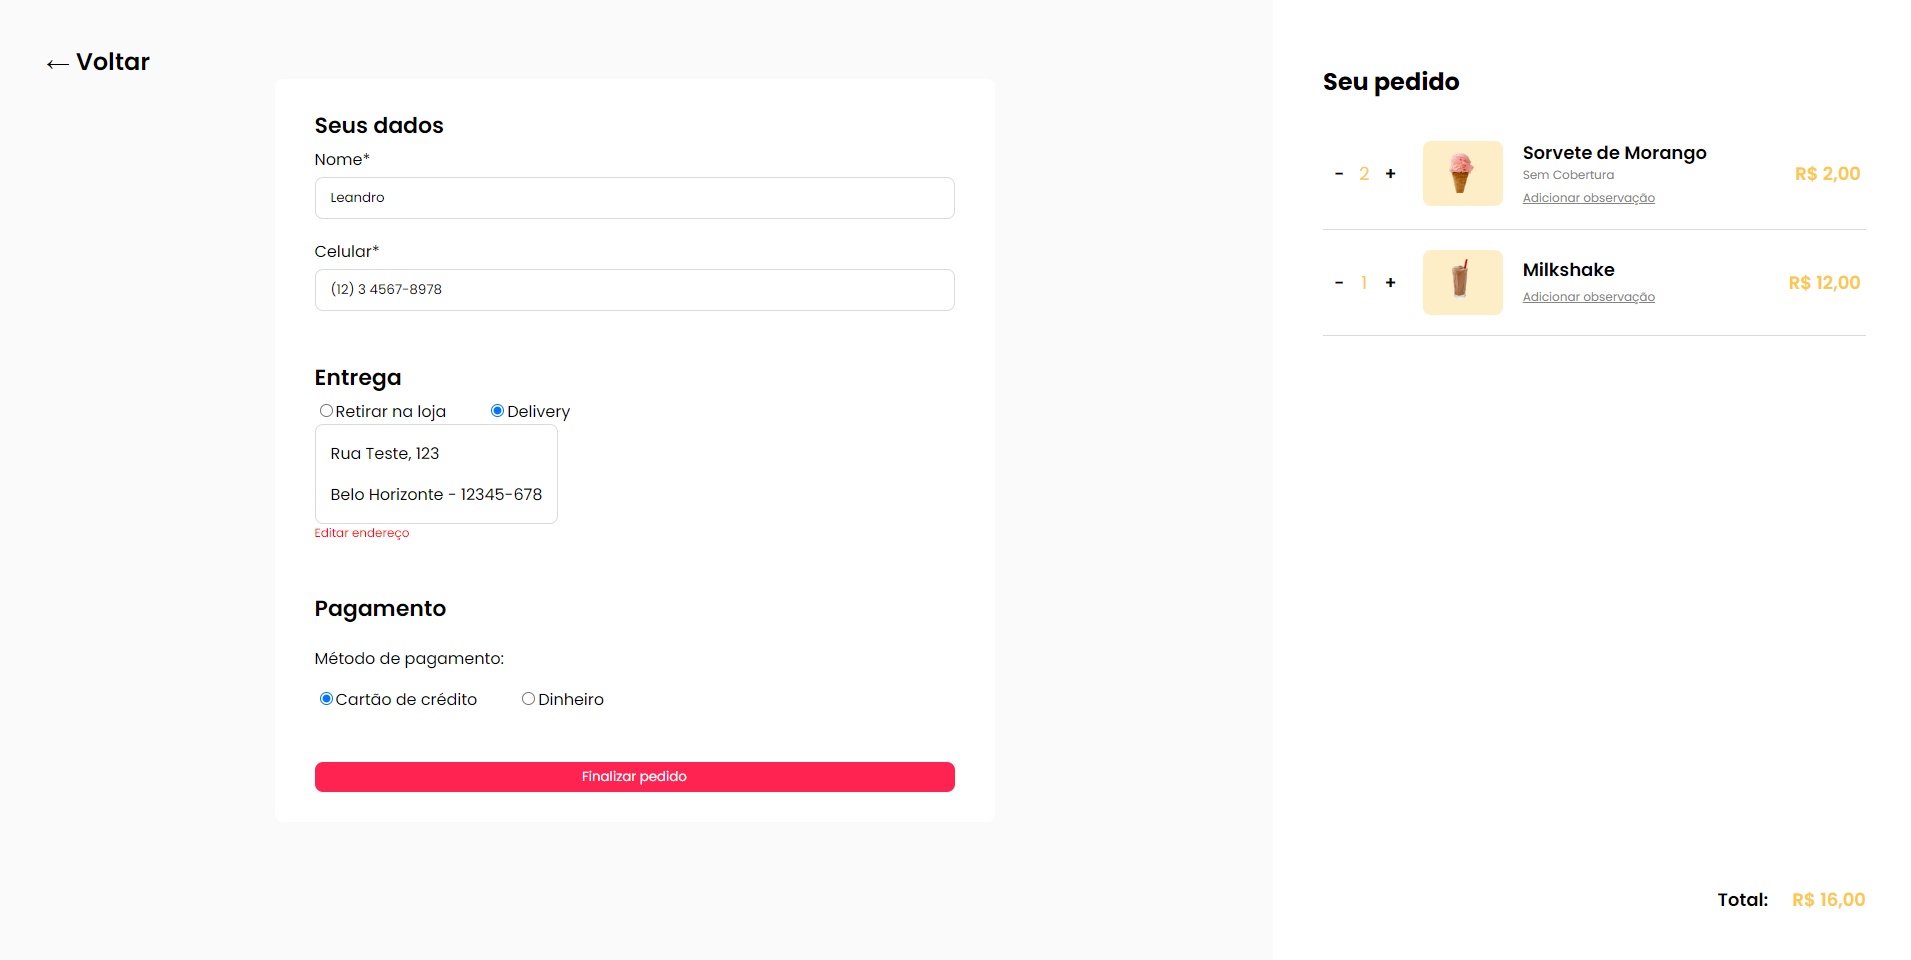 ← Voltar
Seus dados
Nome*
Leandro
Celular*
(12) 3 4567-8978
Entrega
Retirar na loja Delivery
Rua Teste, 123
Belo Horizonte - 12345-678
Editar endereço
Pagamento
Método de pagamento:
Cartão de crédito Dinheiro
Finalizar pedido
Seu pedido
Sorvete de Morango
- 2 + R$ 2,00
Sem Cobertura
Adicionar observação
Milkshake
- 1 + R$ 12,00
Adicionar observação
Total: R$ 16,00